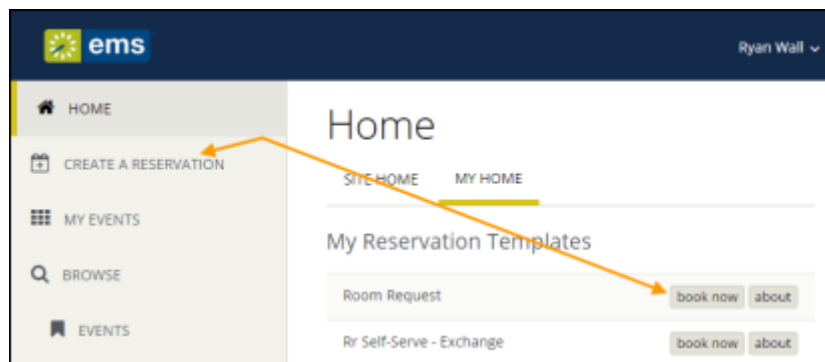 ems
Ryan Wall
HOME
CREATE A RESERVATION
MY EVENTS
BROWSE
EVENTS
Home
SITE HOME MY HOME
My Reservation Templates
Room Request book now about
Rr Self-Serve - Exchange book now about